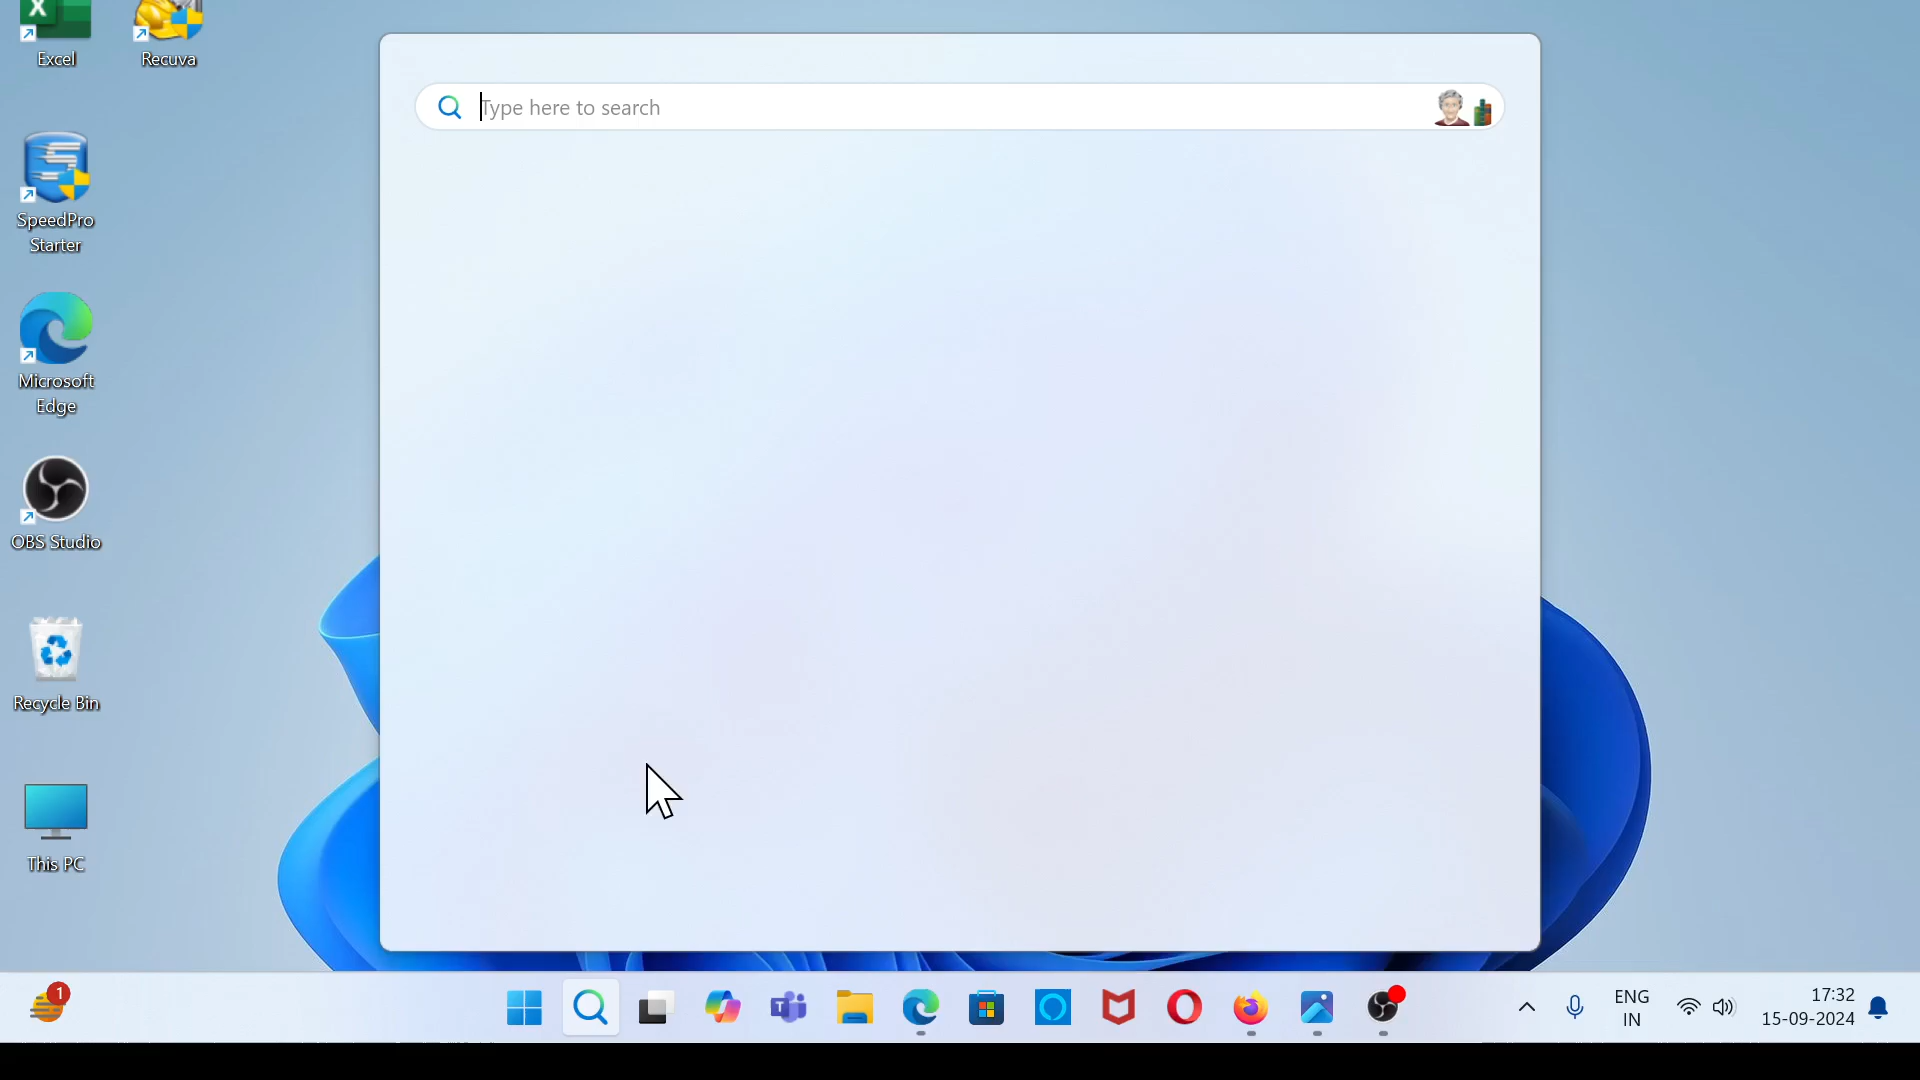 Excel
Recuva
Type here to search
SpeedPro
Starter
Microsoft
Edge
OBS Studio
Recycle Bin
This PC
1
ENG
IN
17:32
15-09-2024